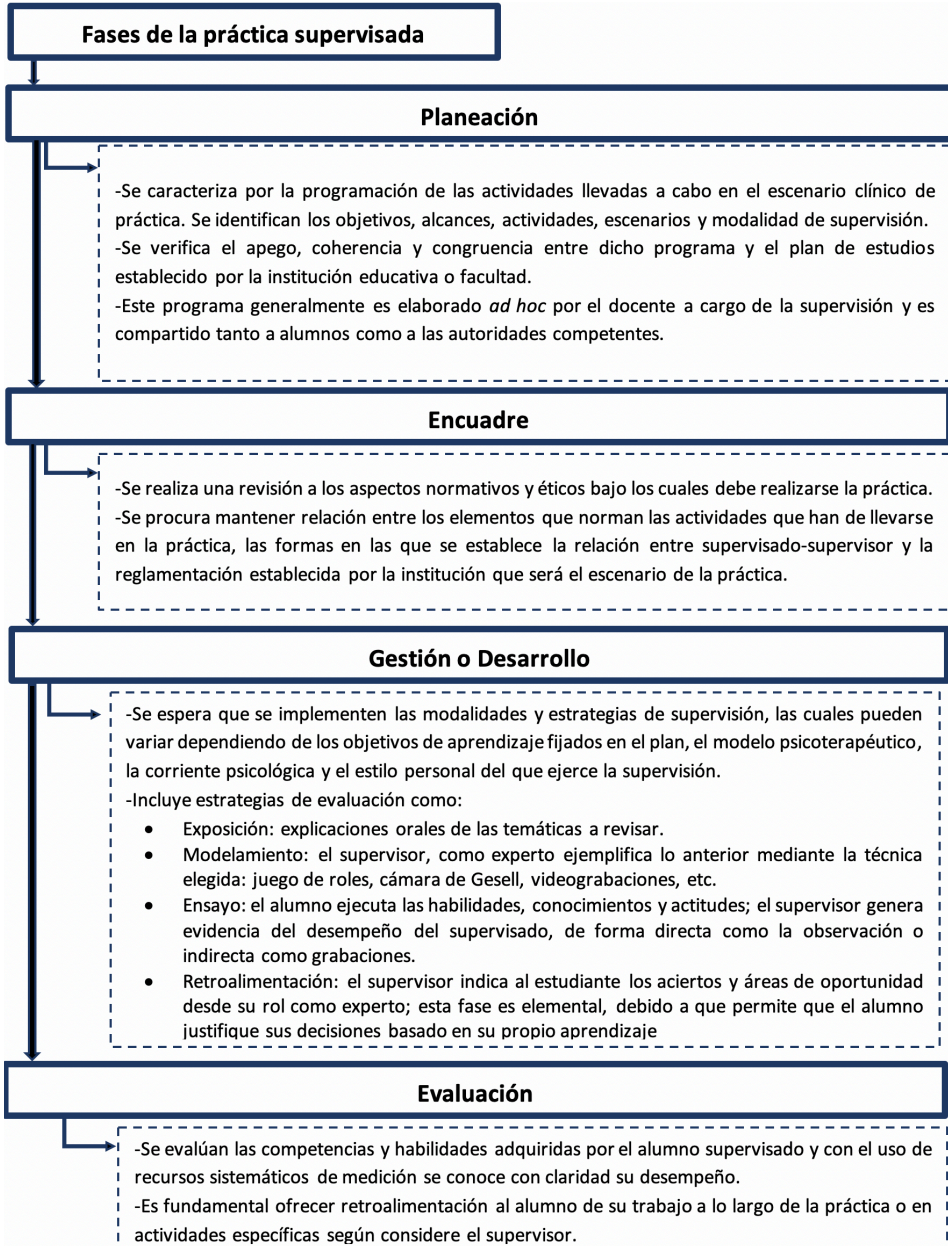 Fases de la práctica supervisada
Planeación
-Se caracteriza por la programación de las actividades llevadas a cabo en el escenario clínico de
práctica. Se identifican los objetivos, alcances, actividades, escenarios y modalidad de supervisión.
-Se verifica el apego, coherencia y congruencia entre dicho programa y el plan de estudios
establecido por la institución educativa o facultad.
-Este programa generalmente es elaborado ad hoc por el docente a cargo de la supervisión y es
compartido tanto a alumnos como a las autoridades competentes.
Encuadre
-Se realiza una revisión a los aspectos normativos y éticos bajo los cuales debe realizarse la práctica.
-Se procura mantener relación entre los elementos que norman las actividades que han de llevarse
en la práctica, las formas en las que se establece la relación entre supervisado-supervisor y la
reglamentación establecida por la institución que será el escenario de la práctica.
Gestión o Desarrollo
-Se espera que se implementen las modalidades y estrategias de supervisión, las cuales pueden
variar dependiendo de los objetivos de aprendizaje fijados en el plan, el modelo psicoterapéutico,
la corriente psicológica y el estilo personal del que ejerce la supervisión.
-Incluye estrategias de evaluación como:
• Exposición: explicaciones orales de las temáticas a revisar.
• Modelamiento: el supervisor, como experto ejemplifica lo anterior mediante la técnica
elegida: juego de roles, cámara de Gesell, videograbaciones, etc.
• Ensayo: el alumno ejecuta las habilidades, conocimientos y actitudes; el supervisor genera
evidencia del desempeño del supervisado, de forma directa como la observación o
indirecta como grabaciones.
• Retroalimentación: el supervisor indica al estudiante los aciertos y áreas de oportunidad
desde su rol como experto; esta fase es elemental, debido a que permite que el alumno
justifique sus decisiones basado en su propio aprendizaje
Evaluación
-Se evalúan las competencias y habilidades adquiridas por el alumno supervisado y con el uso de
recursos sistemáticos de medición se conoce con claridad su desempeño.
-Es fundamental ofrecer retroalimentación al alumno de su trabajo a lo largo de la práctica o en
actividades específicas según considere el supervisor.